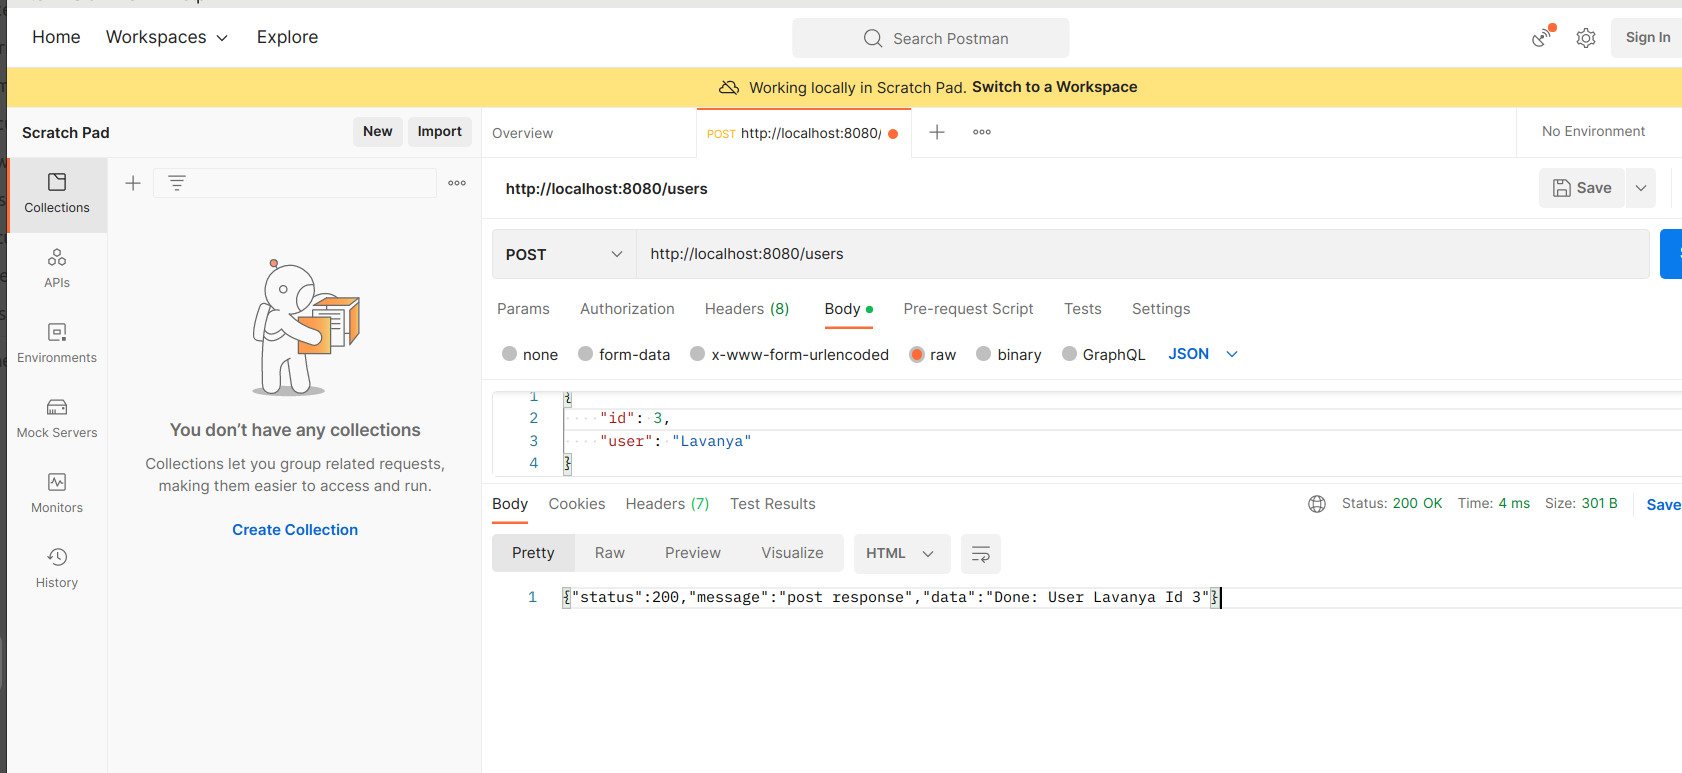 Home Workspaces Explore Search Postman Sign In
Working locally in Scratch Pad. Switch to a Workspace
Scratch Pad New Import
Overview POST http://localhost:8080/ No Environment
Collections
APIs
Environments
Mock Servers
Monitors
History
You don’t have any collections
Collections let you group related requests,
making them easier to access and run.
Create Collection
http://localhost:8080/users Save
POST http://localhost:8080/users
Params Authorization Headers (8) Body Pre-request Script Tests Settings
none form-data x-www-form-urlencoded raw binary GraphQL JSON
1 {
2 "id": 3,
3 "user": "Lavanya"
4 }
Body Cookies Headers (7) Test Results Status: 200 OK Time: 4 ms Size: 301 B Save
Pretty Raw Preview Visualize HTML
1 {"status":200,"message":"post response","data":"Done: User Lavanya Id 3"}